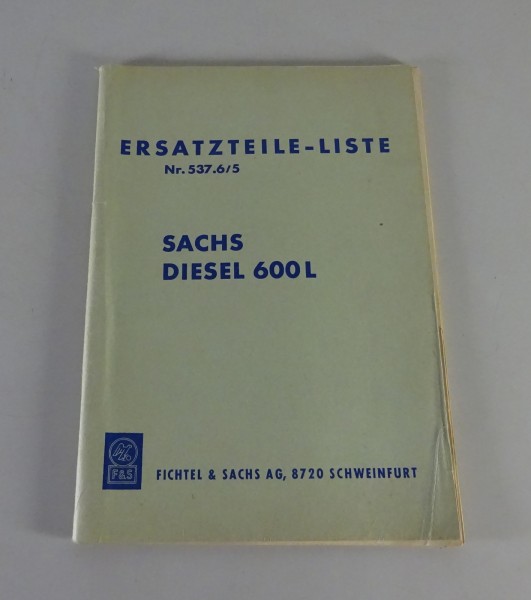 ERSATZTEILE-LISTE
Nr. 537.6/5
SACHS
DIESEL 600 L
F&S
FICHTEL & SACHS AG, 8720 SCHWEINFURT